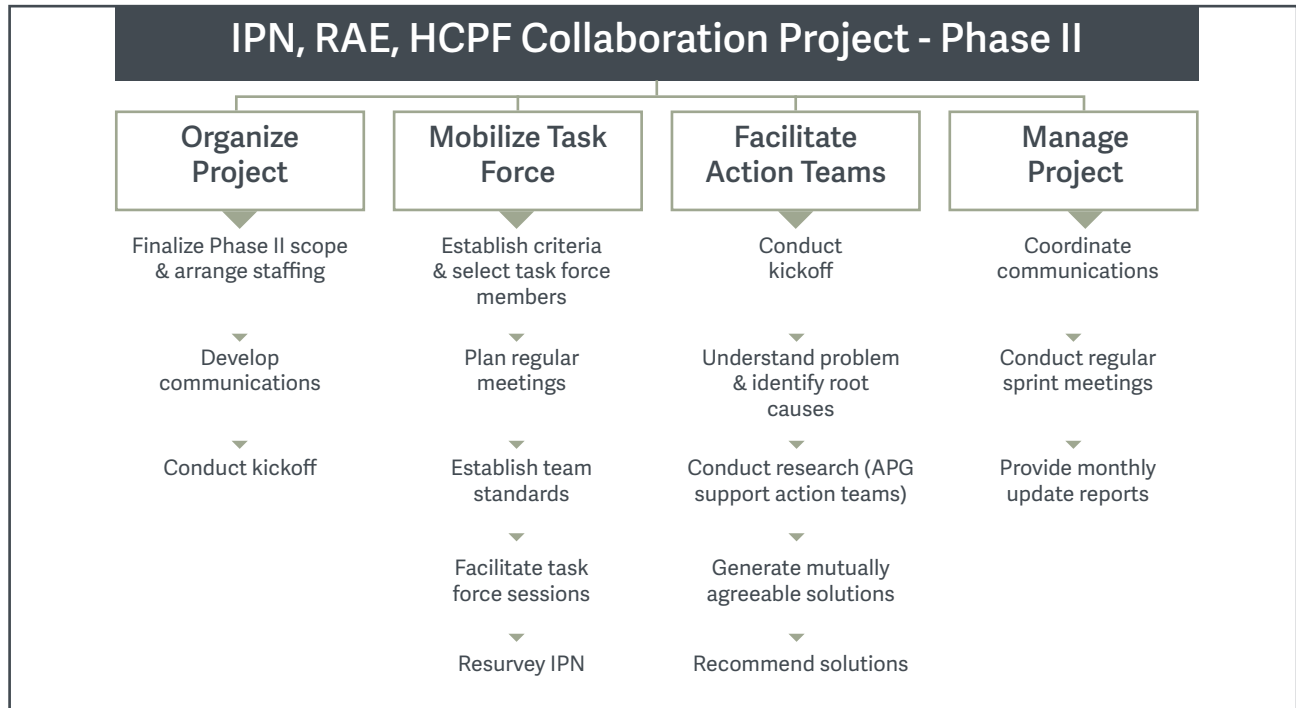 IPN, RAE, HCPF Collaboration Project - Phase II
Organize
Project
Finalize Phase II scope
& arrange staffing
Develop
communications
Conduct kickoff
Mobilize Task
Force
Establish criteria
& select task force
members
Plan regular
meetings
Establish team
standards
Facilitate task
force sessions
Resurvey IPN
Facilitate
Action Teams
Conduct
kickoff
Understand problem
& identify root
causes
Conduct research (APG
support action teams)
Generate mutually
agreeable solutions
Recommend solutions
Manage
Project
Coordinate
communications
Conduct regular
sprint meetings
Provide monthly
update reports